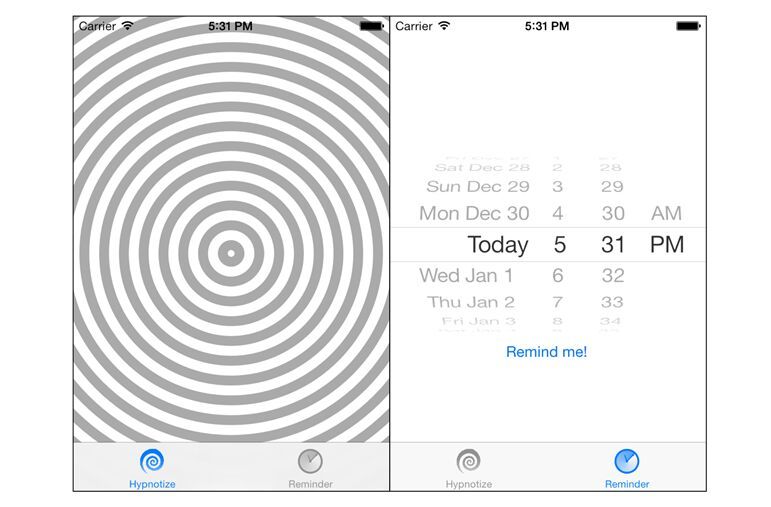 Carrier 5:31 PM
Hypnotize Reminder
Carrier 5:31 PM
Sat Dec 28 2 28
Sun Dec 29 3 29
Mon Dec 30 4 30 AM
Today 5 31 PM
Wed Jan 1 6 32
Thu Jan 2 7 33
Fri Jan 3 8 34
Remind me!
Hypnotize Reminder